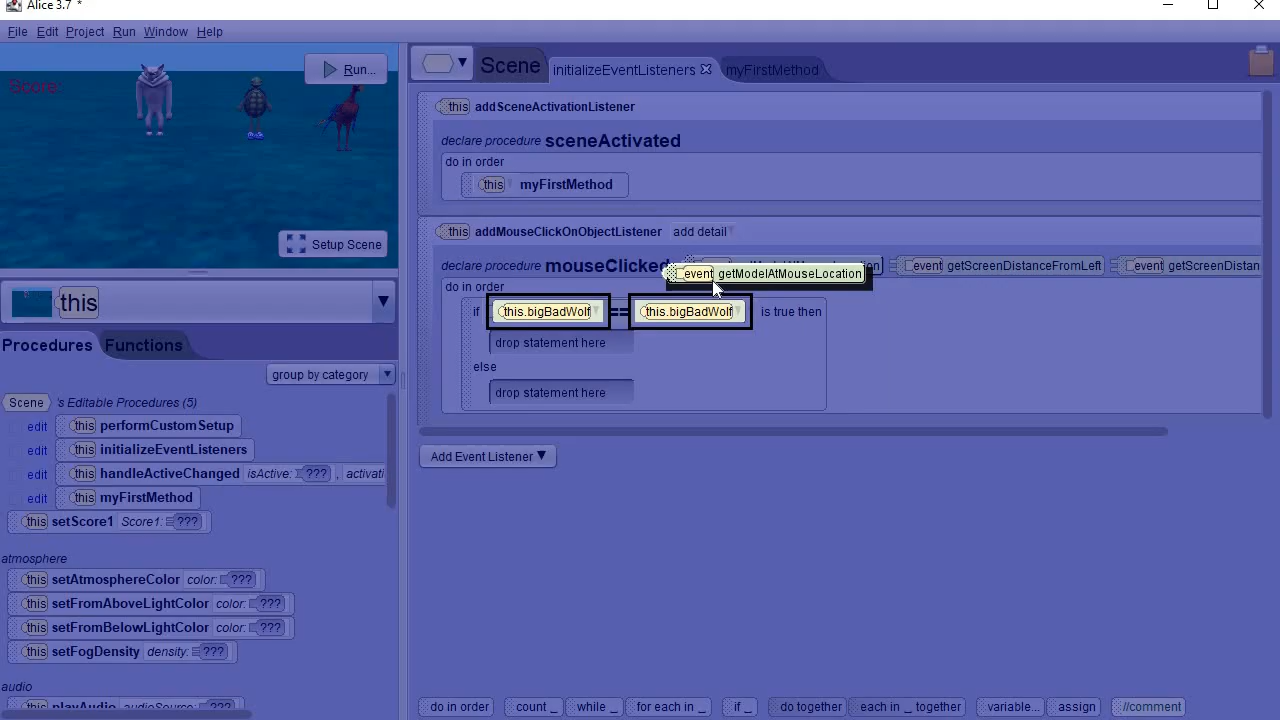 Alice 3.7 *
File Edit Project Run Window Help
Score:
Run...
Setup Scene
this
Procedures Functions
group by category
Scene 's Editable Procedures (5)
edit this performCustomSetup
edit this initializeEventListeners
edit this handleActiveChanged isActive: ??? , activati
edit this myFirstMethod
this setScore1 Score1: ???
atmosphere
this setAtmosphereColor color: ???
this setFromAboveLightColor color: ???
this setFromBelowLightColor color: ???
this setFogDensity density: ???
audio
this playAudio audioSource: ???
Scene initializeEventListeners myFirstMethod
this addSceneActivationListener
declare procedure sceneActivated
do in order
this myFirstMethod
this addMouseClickOnObjectListener add detail
declare procedure mouseClicked event getScreenDistanceFromLeft event getScreenDistan
event getModelAtMouseLocation
do in order
if this.bigBadWolf == this.bigBadWolf is true then
drop statement here
else
drop statement here
Add Event Listener
do in order count _ while _ for each in _ if _ do together each in _ together variable... assign //comment